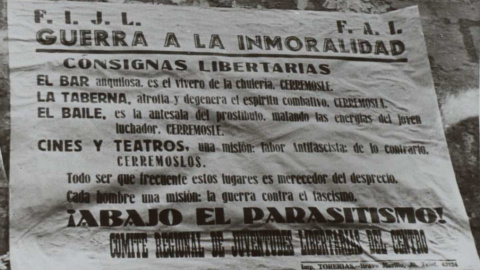 F. I. J. L. F. A. I.
GUERRA A LA INMORALIDAD
CONSIGNAS LIBERTARIAS
EL BAR anquilosa, es el vivero de la chulería. CERREMOSLE.
LA TABERNA, atrofia y degenera el espíritu combativo. CERREMOSLA.
EL BAILE, es la antesala del prostíbulo, matando las energías del joven
luchador. CERREMOSLE.
CINES Y TEATROS, una misión: labor Antifascista: de lo contrario,
CERREMOSLOS.
Todo ser que frecuente estos lugares es merecedor del desprecio.
Cada hombre una misión: la guerra contra el fascismo.
¡ABAJO EL PARASITISMO!
COMITE REGIONAL DE JUVENTUDES LIBERTARIAS DEL CENTRO
Imp. TORERIAS.-Bravo Murillo,